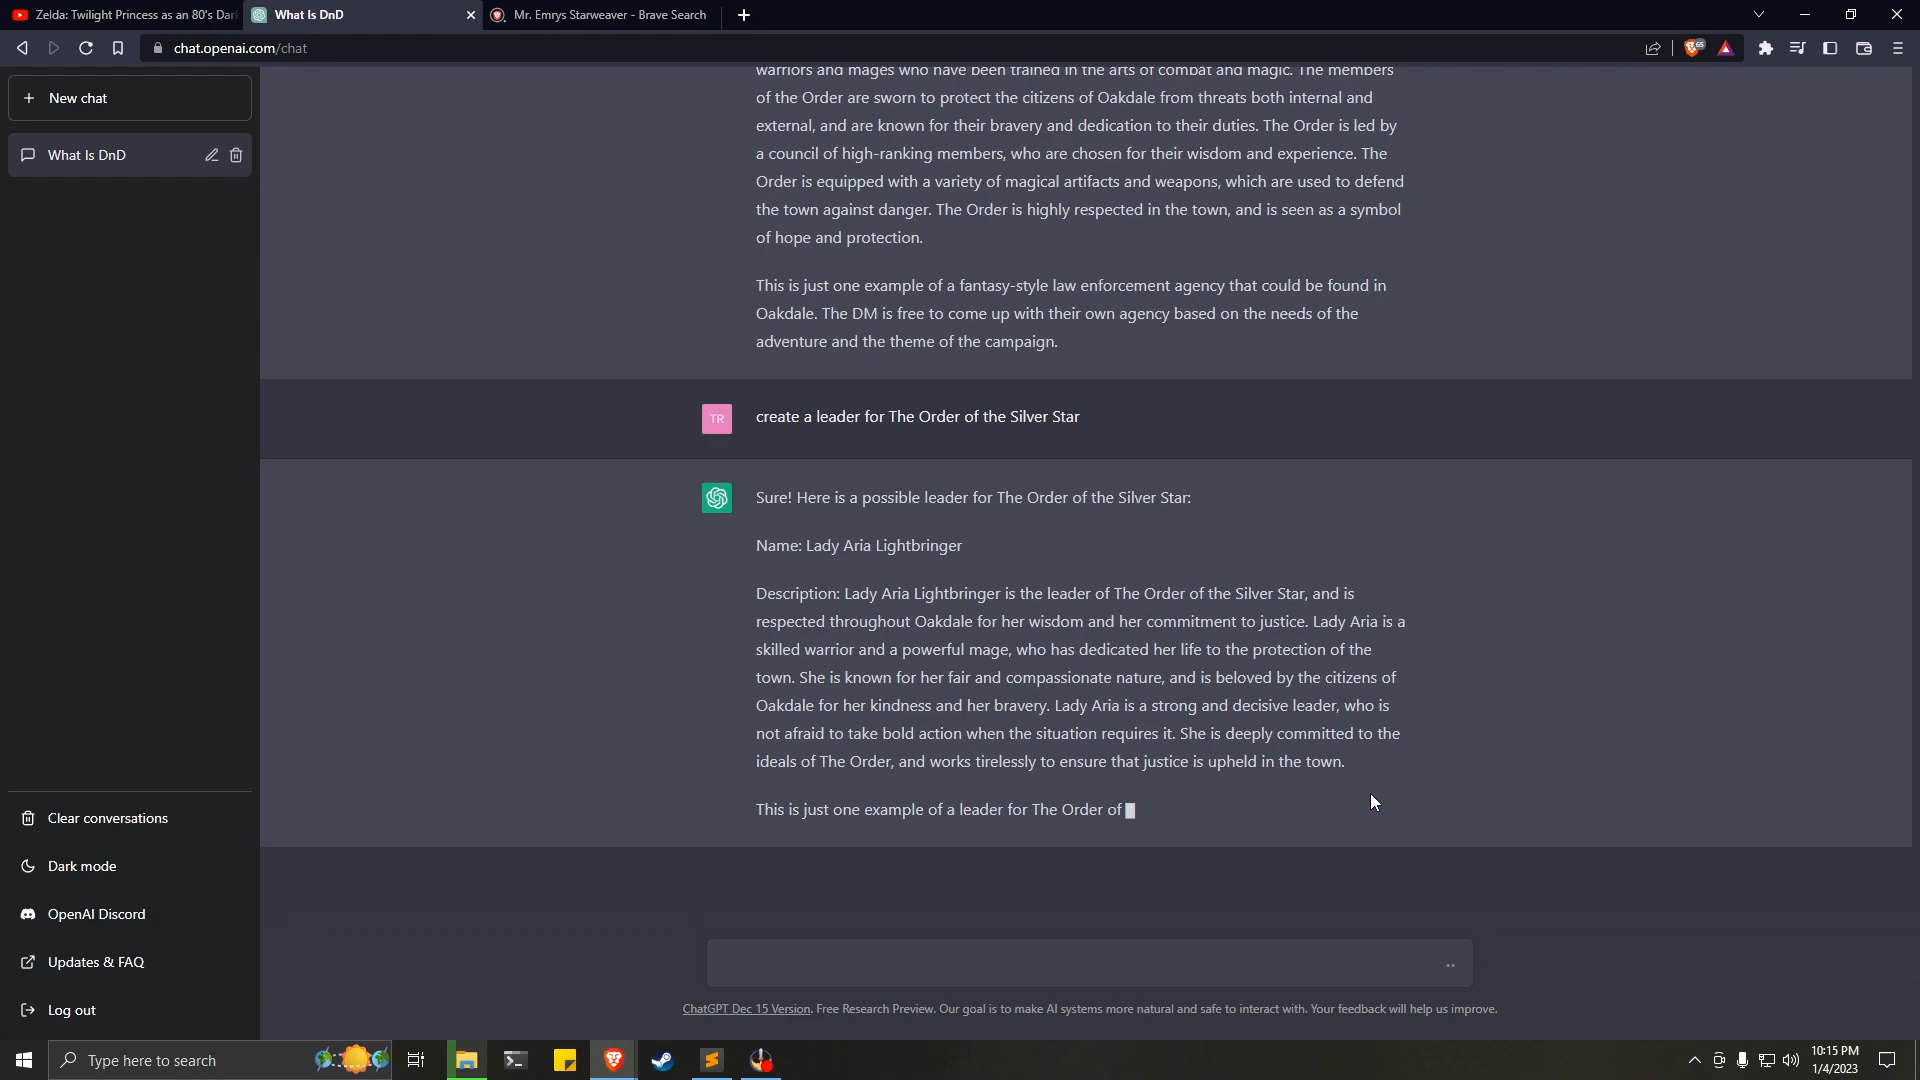 Zelda: Twilight Princess as an 80's Dar
What Is DnD
Mr. Emrys Starweaver - Brave Search
chat.openai.com/chat
65
New chat
What Is DnD
warriors and mages who have been trained in the arts of combat and magic. The members
of the Order are sworn to protect the citizens of Oakdale from threats both internal and
external, and are known for their bravery and dedication to their duties. The Order is led by
a council of high-ranking members, who are chosen for their wisdom and experience. The
Order is equipped with a variety of magical artifacts and weapons, which are used to defend
the town against danger. The Order is highly respected in the town, and is seen as a symbol
of hope and protection.
This is just one example of a fantasy-style law enforcement agency that could be found in
Oakdale. The DM is free to come up with their own agency based on the needs of the
adventure and the theme of the campaign.
TR
create a leader for The Order of the Silver Star
Sure! Here is a possible leader for The Order of the Silver Star:
Name: Lady Aria Lightbringer
Description: Lady Aria Lightbringer is the leader of The Order of the Silver Star, and is
respected throughout Oakdale for her wisdom and her commitment to justice. Lady Aria is a
skilled warrior and a powerful mage, who has dedicated her life to the protection of the
town. She is known for her fair and compassionate nature, and is beloved by the citizens of
Oakdale for her kindness and her bravery. Lady Aria is a strong and decisive leader, who is
not afraid to take bold action when the situation requires it. She is deeply committed to the
ideals of The Order, and works tirelessly to ensure that justice is upheld in the town.
This is just one example of a leader for The Order of
Clear conversations
Dark mode
OpenAI Discord
Updates & FAQ
Log out
ChatGPT Dec 15 Version. Free Research Preview. Our goal is to make AI systems more natural and safe to interact with. Your feedback will help us improve.
Type here to search
10:15 PM
1/4/2023